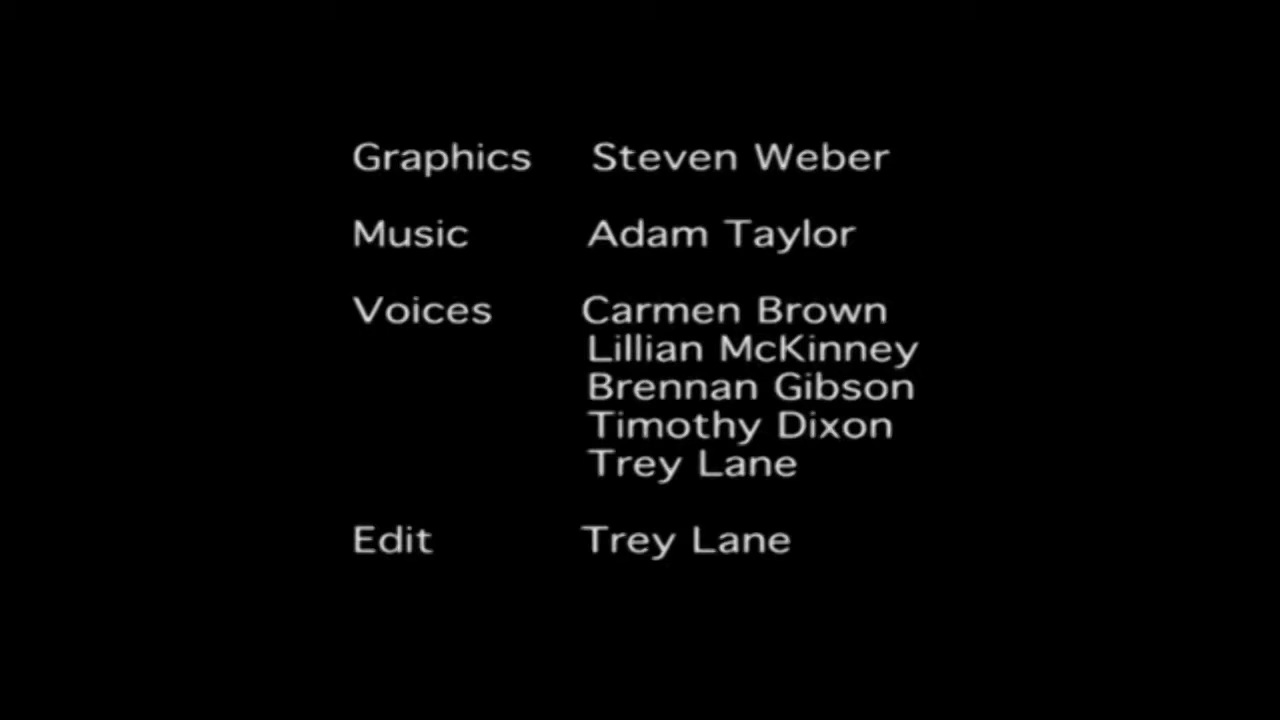 Graphics Steven Weber
Music Adam Taylor
Voices Carmen Brown
Lillian McKinney
Brennan Gibson
Timothy Dixon
Trey Lane
Edit Trey Lane